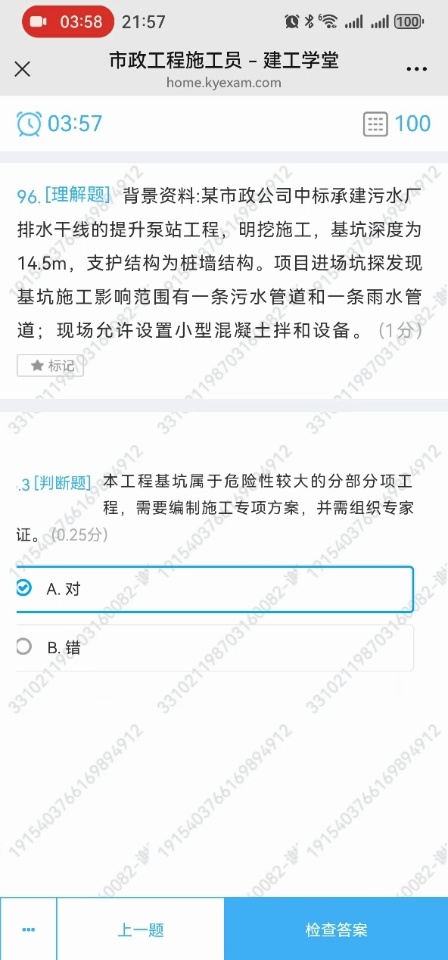 03:58 21:57 100
市政工程施工员 – 建工学堂
home.kyexam.com
03:57 100
96. [理解题] 背景资料:某市政公司中标承建污水厂
排水干线的提升泵站工程，明挖施工，基坑深度为
14.5m，支护结构为桩墙结构。项目进场坑探发现
基坑施工影响范围有一条污水管道和一条雨水管
道；现场允许设置小型混凝土拌和设备。(1分)
标记
.3 [判断题] 本工程基坑属于危险性较大的分部分项工
程，需要编制施工专项方案，并需组织专家
证。(0.25分)
A. 对
B. 错
... 上一题 检查答案